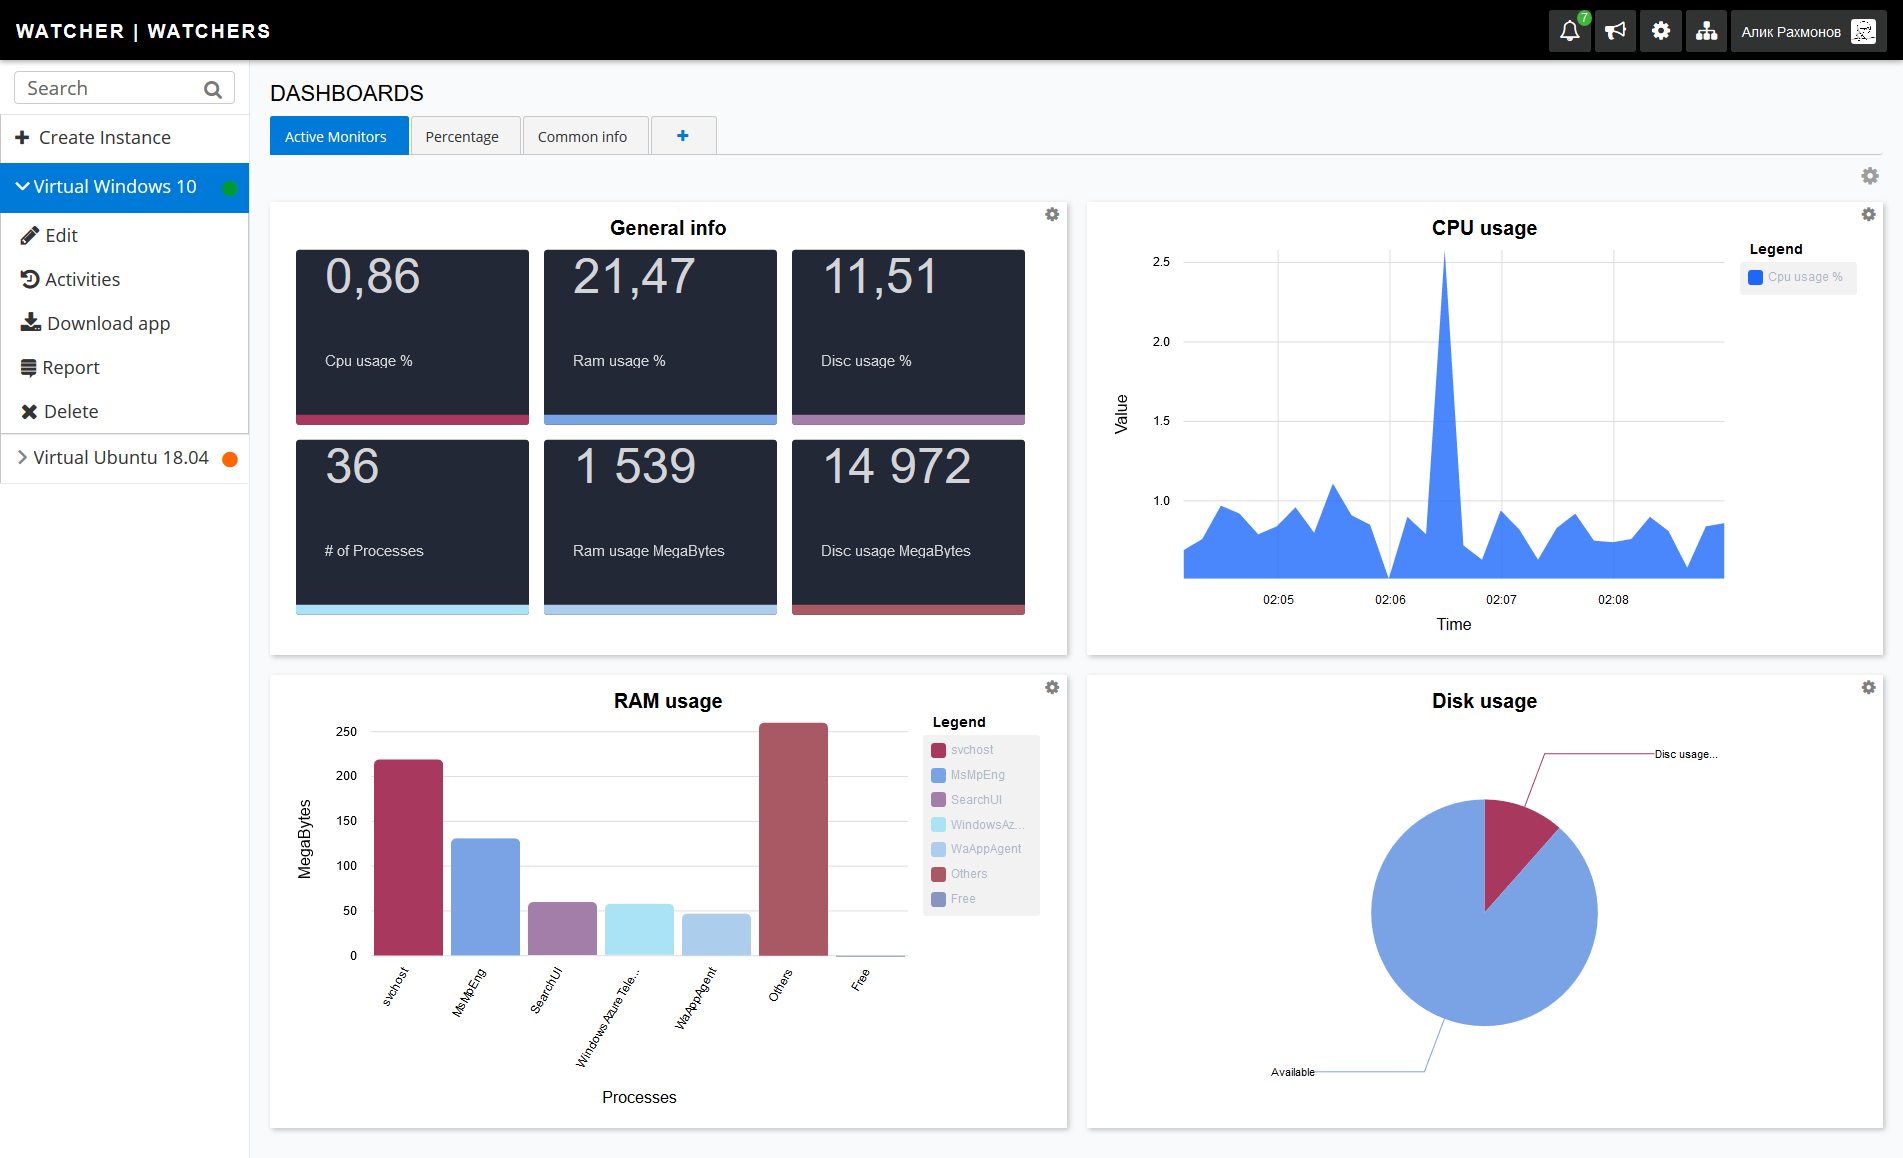 WATCHER | WATCHERS
7
Алик Рахмонов
Search
Create Instance
Virtual Windows 10
Edit
Activities
Download app
Report
Delete
Virtual Ubuntu 18.04
DASHBOARDS
Active Monitors
Percentage
Common info
+
General info
0,86
Cpu usage %
21,47
Ram usage %
11,51
Disc usage %
36
# of Processes
1 539
Ram usage MegaBytes
14 972
Disc usage MegaBytes
CPU usage
Legend
Cpu usage %
2.5
2.0
1.5
1.0
Value
02:05
02:06
02:07
02:08
Time
RAM usage
Legend
svchost
MsMpEng
SearchUI
WindowsAz...
WaAppAgent
Others
Free
250
200
150
100
50
0
MegaBytes
svchost
MsMpEng
SearchUI
WindowsAzureTele...
WaAppAgent
Others
Free
Processes
Disk usage
Disc usage...
Available